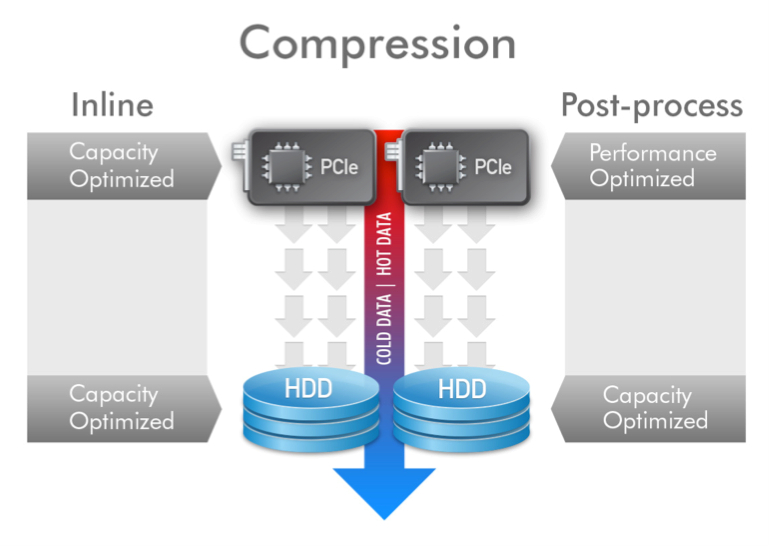 Compression
Inline
Post-process
Capacity
Optimized
PCIe
PCIe
Performance
Optimized
COLD DATA | HOT DATA
Capacity
Optimized
HDD
HDD
Capacity
Optimized